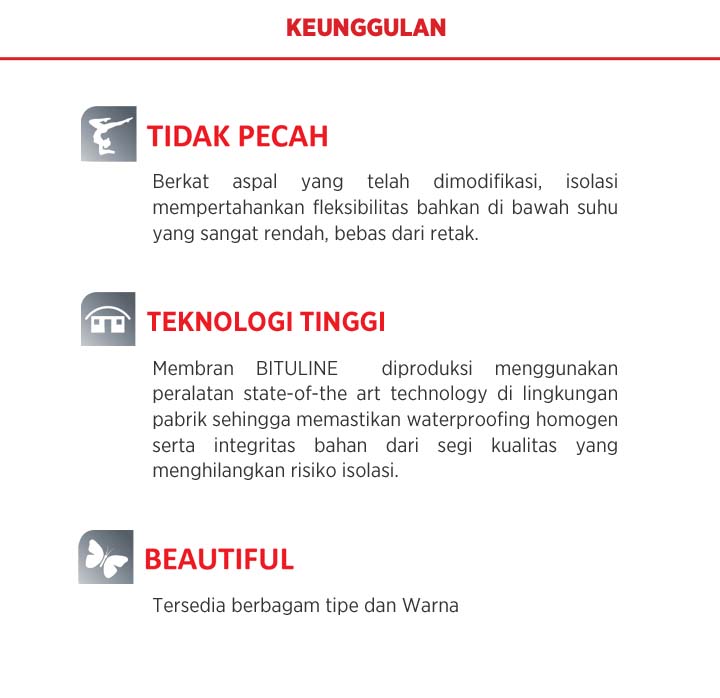 KEUNGGULAN
TIDAK PECAH
Berkat aspal yang telah dimodifikasi, isolasi
mempertahankan fleksibilitas bahkan di bawah suhu
yang sangat rendah, bebas dari retak.
TEKNOLOGI TINGGI
Membran BITULINE diproduksi menggunakan
peralatan state-of-the art technology di lingkungan
pabrik sehingga memastikan waterproofing homogen
serta integritas bahan dari segi kualitas yang
menghilangkan risiko isolasi.
BEAUTIFUL
Tersedia berbagam tipe dan Warna